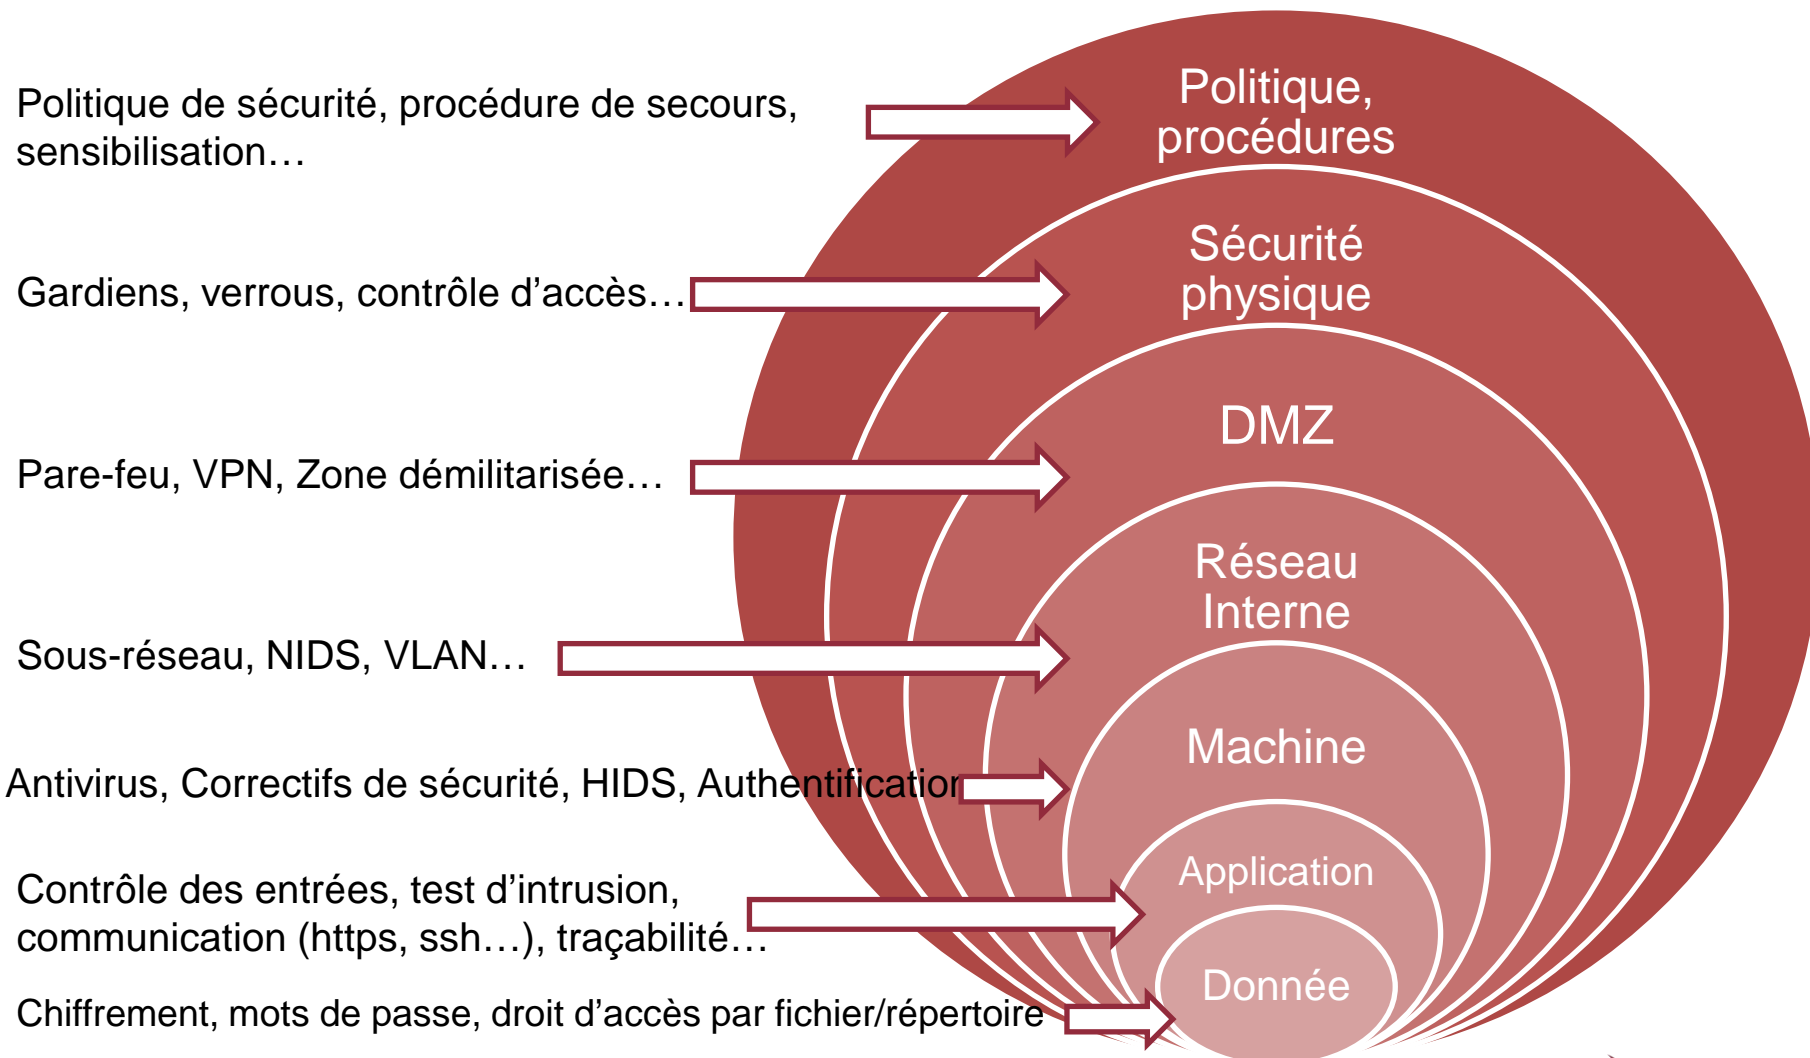 Politique de sécurité, procédure de secours,
sensibilisation…
Politique,
procédures
Gardiens, verrous, contrôle d’accès…
Sécurité
physique
Pare-feu, VPN, Zone démilitarisée…
DMZ
Sous-réseau, NIDS, VLAN…
Réseau
Interne
Antivirus, Correctifs de sécurité, HIDS, Authentification
Machine
Contrôle des entrées, test d’intrusion,
communication (https, ssh…), traçabilité…
Application
Chiffrement, mots de passe, droit d’accès par fichier/répertoire
Donnée